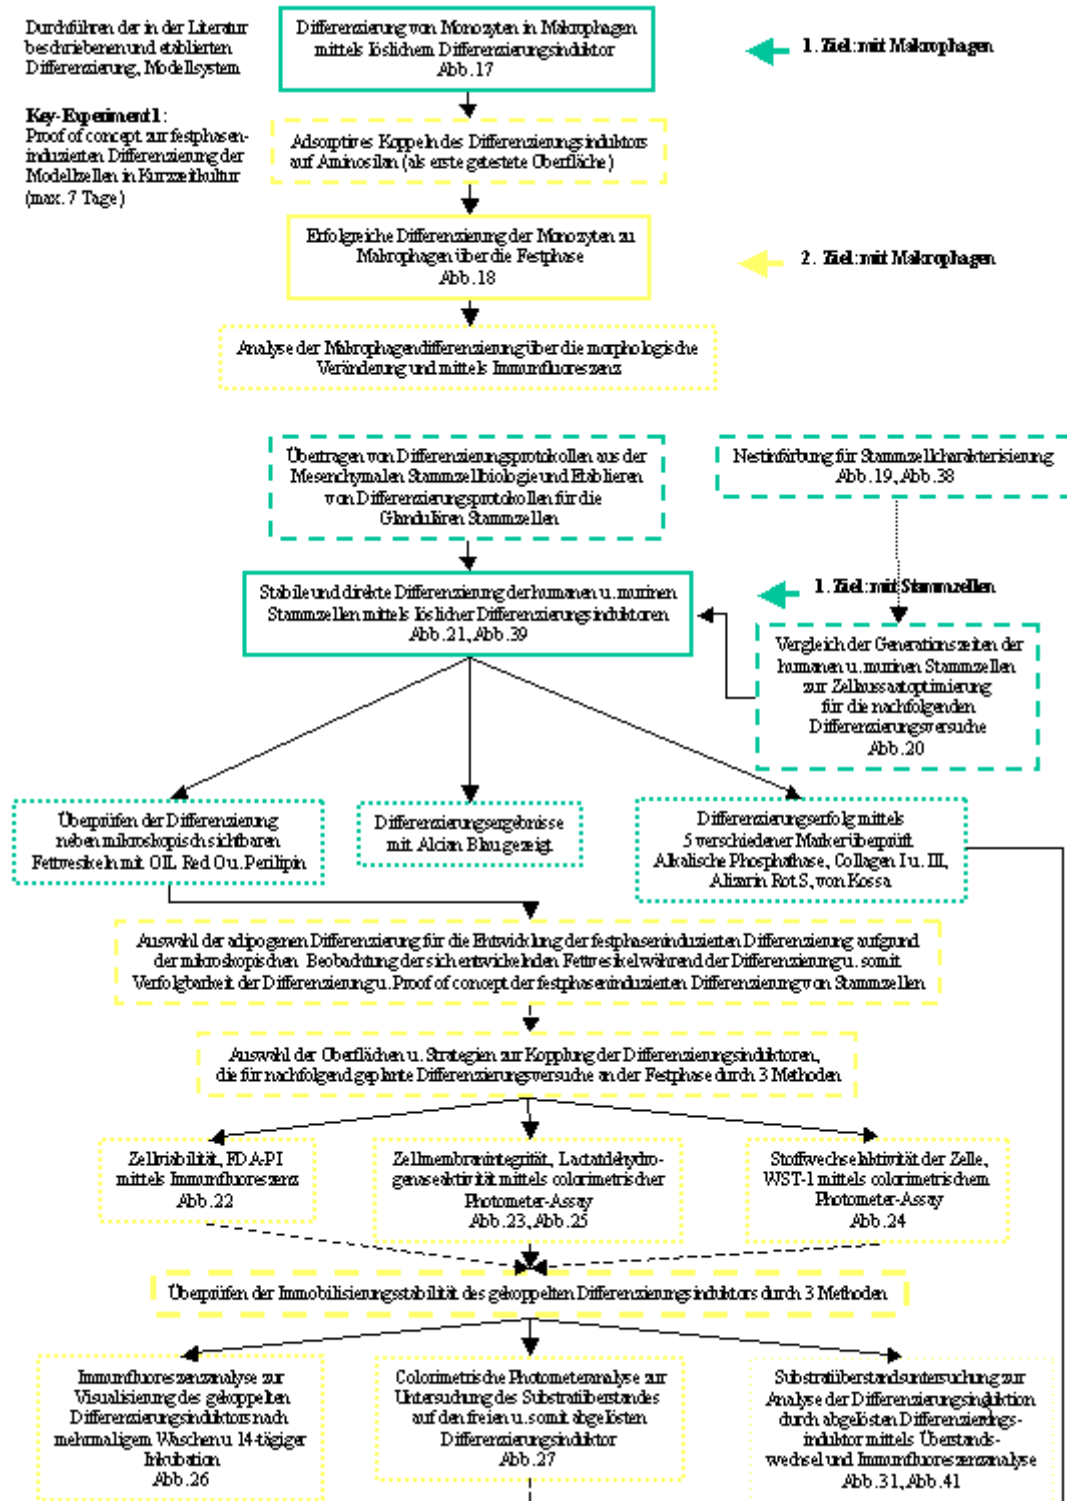 Durchführen der in der Literatur
beschriebenen und etablierten
Differenzierung, Modellsystem
Key-Experiment 1:
Proof of concept zur festphasen-
induzierten Differenzierung der
Modellzellen in Kurzzeitkultur
(max. 7 Tage)
Differenzierung von Monozyten in Makrophagen
mittels löslichem Differenzierungsinduktor
Abb. 17
1. Ziel: mit Makrophagen
Adsorptives Koppeln des Differenzierungsinduktors
auf Aminosilan (als erste getestete Oberfläche)
Erfolgreiche Differenzierung der Monozyten zu
Makrophagen über die Festphase
Abb. 18
2. Ziel: mit Makrophagen
Analyse der Makrophagendifferenzierung über die morphologische
Veränderung und mittels Immunfluoreszenz
Übertragen von Differenzierungsprotokollen aus der
Mesenchymalen Stammzellbiologie und Etablieren
von Differenzierungsprotokollen für die
Glandulären Stammzellen
Nestinfärbung für Stammzellcharakterisierung
Abb. 19, Abb. 38
Stabile und direkte Differenzierung der humanen u. murinen
Stammzellen mittels löslicher Differenzierungsinduktoren
Abb. 21, Abb. 39
1. Ziel: mit Stammzellen
Vergleich der Generationszeiten der
humanen u. murinen Stammzellen
zur Zellaussaatoptimierung
für die nachfolgenden
Differenzierungsversuche
Abb. 20
Überprüfen der Differenzierung
neben mikroskopisch sichtbaren
Fettvesikeln mit OIL Red O u. Perilipin
Differenzierungsergebnisse
mit Alcian Blau gezeigt
Differenzierungserfolg mittels
5 verschiedener Marker überprüft
Alkalische Phosphathase, Collagen I u. III,
Alizarin Rot S, von Kossa
Auswahl der adipogenen Differenzierung für die Entwicklung der festphaseninduzierten Differenzierung aufgrund
der mikroskopischen Beobachtung der sich entwickelnden Fettvesikel während der Differenzierung u. somit
Verfolgbarkeit der Differenzierung u. Proof of concept der festphaseninduzierten Differenzierung von Stammzellen
Auswahl der Oberflächen u. Strategien zur Kopplung der Differenzierungsinduktoren,
die für nachfolgend geplante Differenzierungsversuche an der Festphase durch 3 Methoden
Zellviabilität, FDA-PI
mittels Immunfluoreszenz
Abb. 22
Zellmembranintegrität, Lactatdehydro-
genaseaktivität mittels colorimetrischer
Photometer-Assay
Abb. 23, Abb. 25
Stoffwechselaktivität der Zelle,
WST-1 mittels colorimetrischem
Photometer-Assay
Abb. 24
Überprüfen der Immobilisierungsstabilität des gekoppelten Differenzierungsinduktors durch 3 Methoden
Immunfluoreszenzanalyse zur
Visualisierung des gekoppelten
Differenzierungsinduktors nach
mehrmaligem Waschen u 14-tägiger
Inkubation
Abb. 26
Colorimetrische Photometeranalyse zur
Untersuchung des Substratüberstandes
auf den freien u. somit abgelösten
Differenzierungsinduktor
Abb. 27
Substratüberstandsuntersuchung zur
Analyse der Differenzierungsinduktion
durch abgelösten Differenzierungs-
induktor mittels Überstands-
wechsel und Immunfluoreszenzanalyse
Abb. 31, Abb. 41